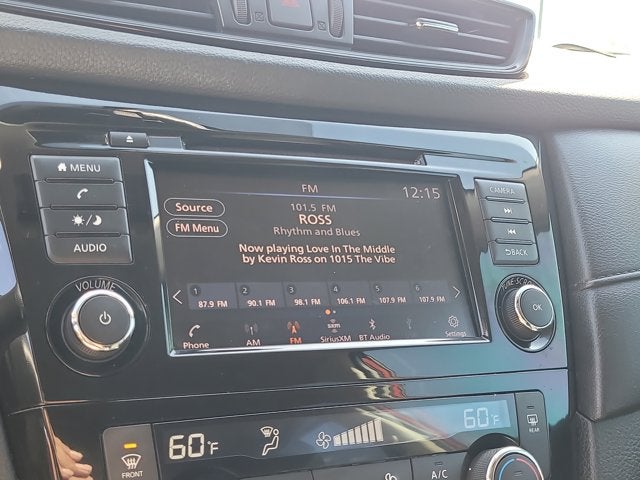 MENU
AUDIO
VOLUME
FM
12:15
Source
FM Menu
101.5 FM
ROSS
Rhythm and Blues
Now playing Love In The Middle
by Kevin Ross on 1015 The Vibe
1 2 3 4 5 6
87.9 FM 90.1 FM 98.1 FM 106.1 FM 107.9 FM 107.9 FM
Phone AM FM SiriusXM BT Audio Settings
sxm
CAMERA
BACK
TUNE·SCROLL
OK
60°F
60°F
FRONT
REAR
A/C